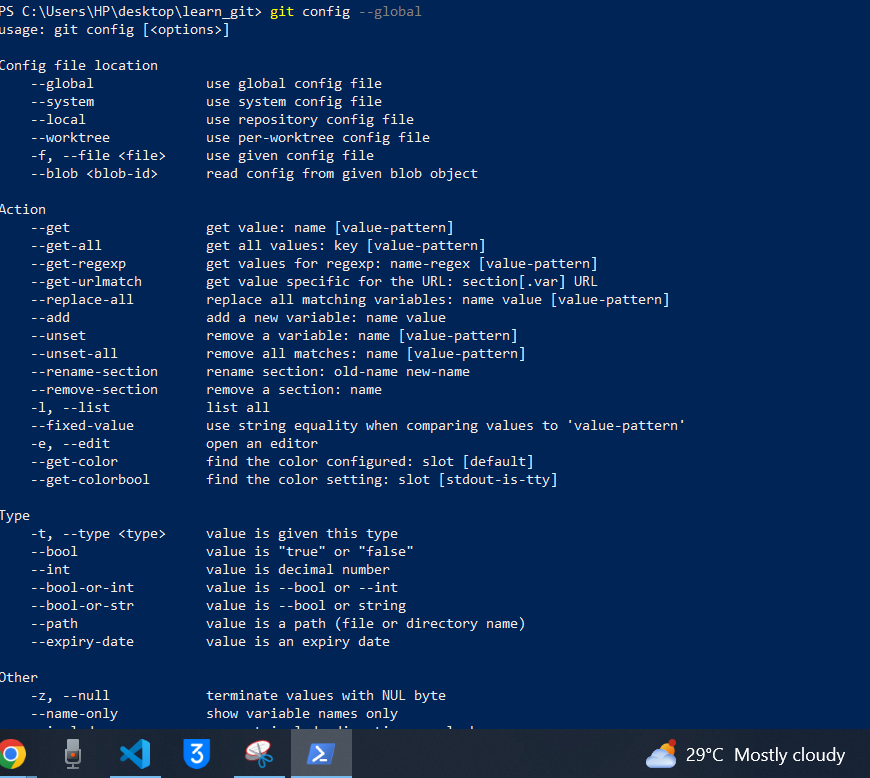 PS C:\Users\HP\desktop\learn_git> git config --global
usage: git config [<options>]
Config file location
--global use global config file
--system use system config file
--local use repository config file
--worktree use per-worktree config file
-f, --file <file> use given config file
--blob <blob-id> read config from given blob object
Action
--get get value: name [value-pattern]
--get-all get all values: key [value-pattern]
--get-regexp get values for regexp: name-regex [value-pattern]
--get-urlmatch get value specific for the URL: section[.var] URL
--replace-all replace all matching variables: name value [value-pattern]
--add add a new variable: name value
--unset remove a variable: name [value-pattern]
--unset-all remove all matches: name [value-pattern]
--rename-section rename section: old-name new-name
--remove-section remove a section: name
-l, --list list all
--fixed-value use string equality when comparing values to 'value-pattern'
-e, --edit open an editor
--get-color find the color configured: slot [default]
--get-colorbool find the color setting: slot [stdout-is-tty]
Type
-t, --type <type> value is given this type
--bool value is "true" or "false"
--int value is decimal number
--bool-or-int value is --bool or --int
--bool-or-str value is --bool or string
--path value is a path (file or directory name)
--expiry-date value is an expiry date
Other
-z, --null terminate values with NUL byte
--name-only show variable names only
3
29°C Mostly cloudy